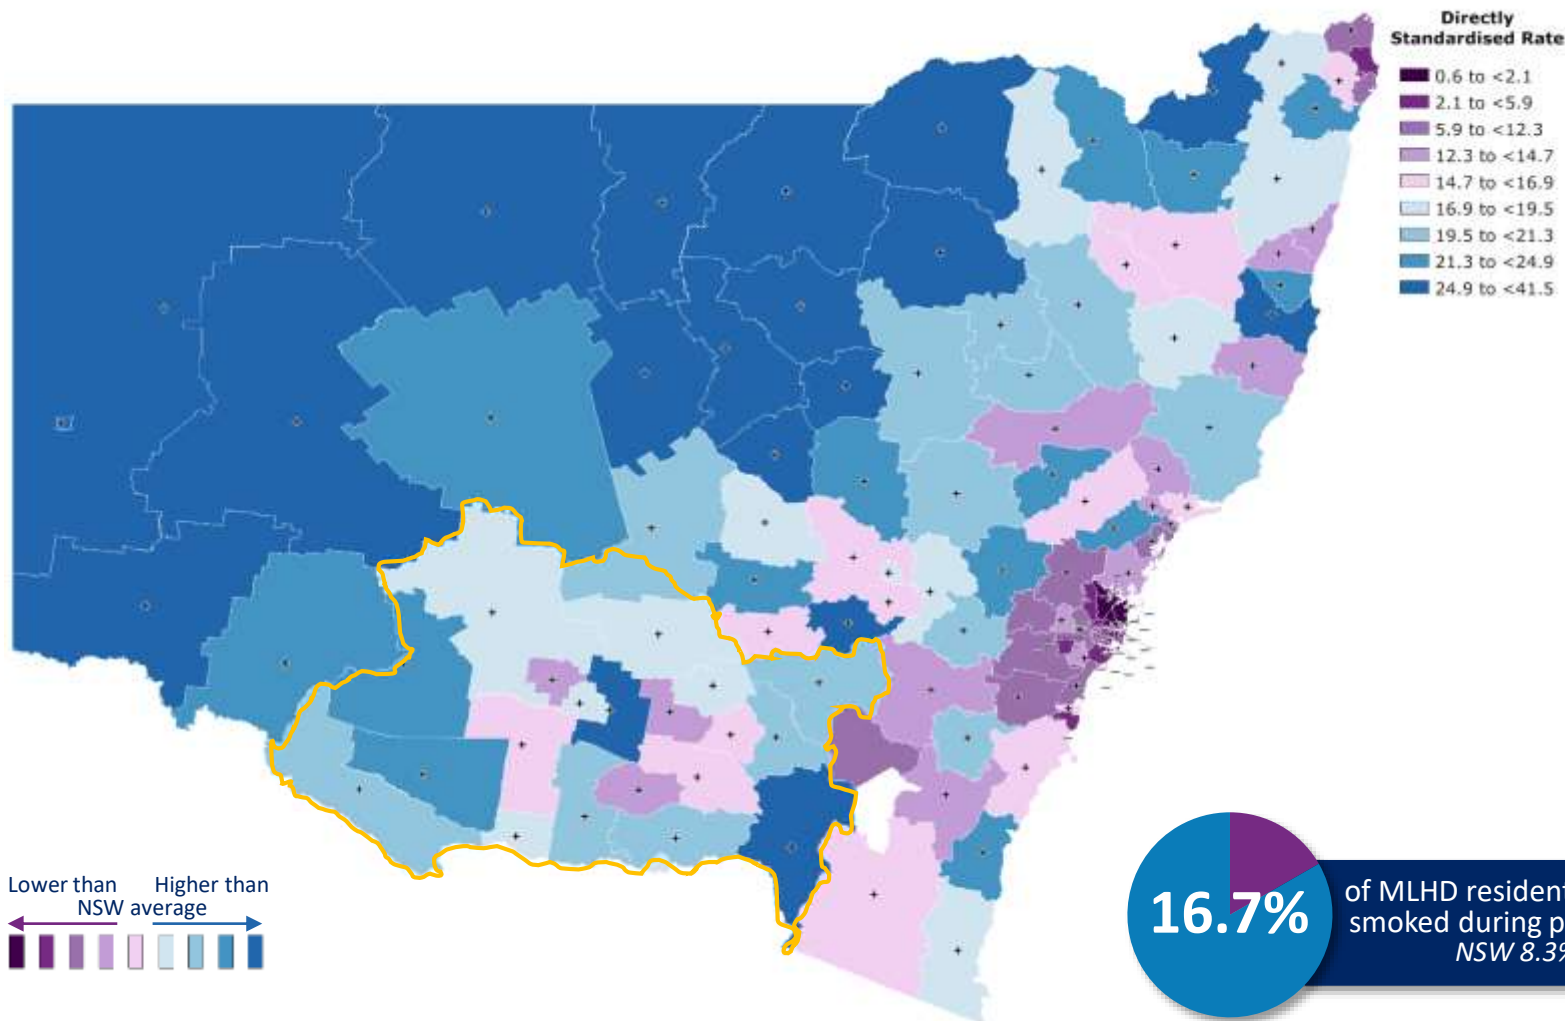 Directly
Standardised Rate
0.6 to <2.1
2.1 to <5.9
5.9 to <12.3
12.3 to <14.7
14.7 to <16.9
16.9 to <19.5
19.5 to <21.3
21.3 to <24.9
24.9 to <41.5
Lower than Higher than
NSW average
16.7%
of MLHD resident
smoked during p
NSW 8.3%